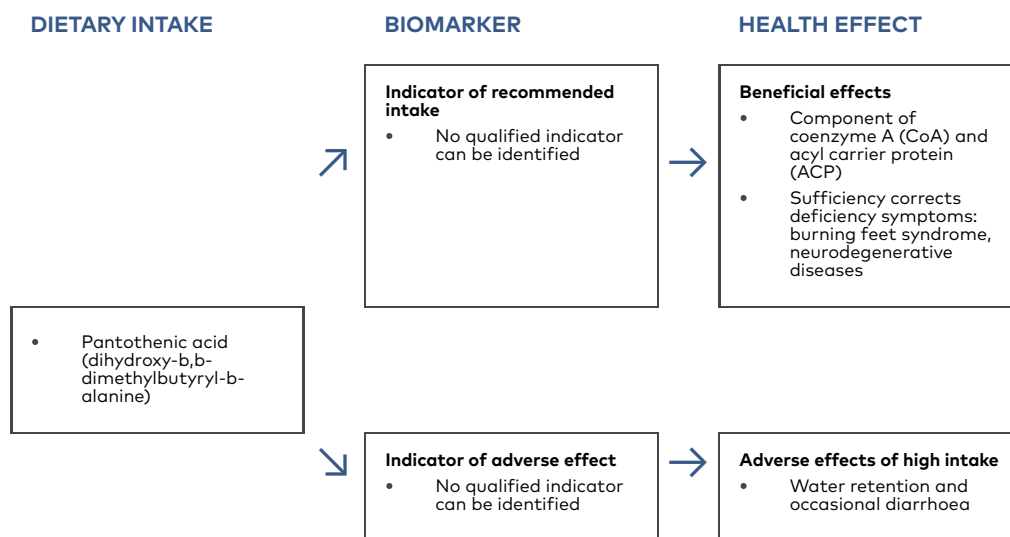 DIETARY INTAKE
BIOMARKER
HEALTH EFFECT
Indicator of recommended
intake
• No qualified indicator
can be identified
Beneficial effects
• Component of
coenzyme A (CoA) and
acyl carrier protein
(ACP)
• Sufficiency corrects
deficiency symptoms:
burning feet syndrome,
neurodegenerative
diseases
• Pantothenic acid
(dihydroxy-b,b-
dimethylbutyryl-b-
alanine)
Indicator of adverse effect
• No qualified indicator
can be identified
Adverse effects of high intake
• Water retention and
occasional diarrhoea